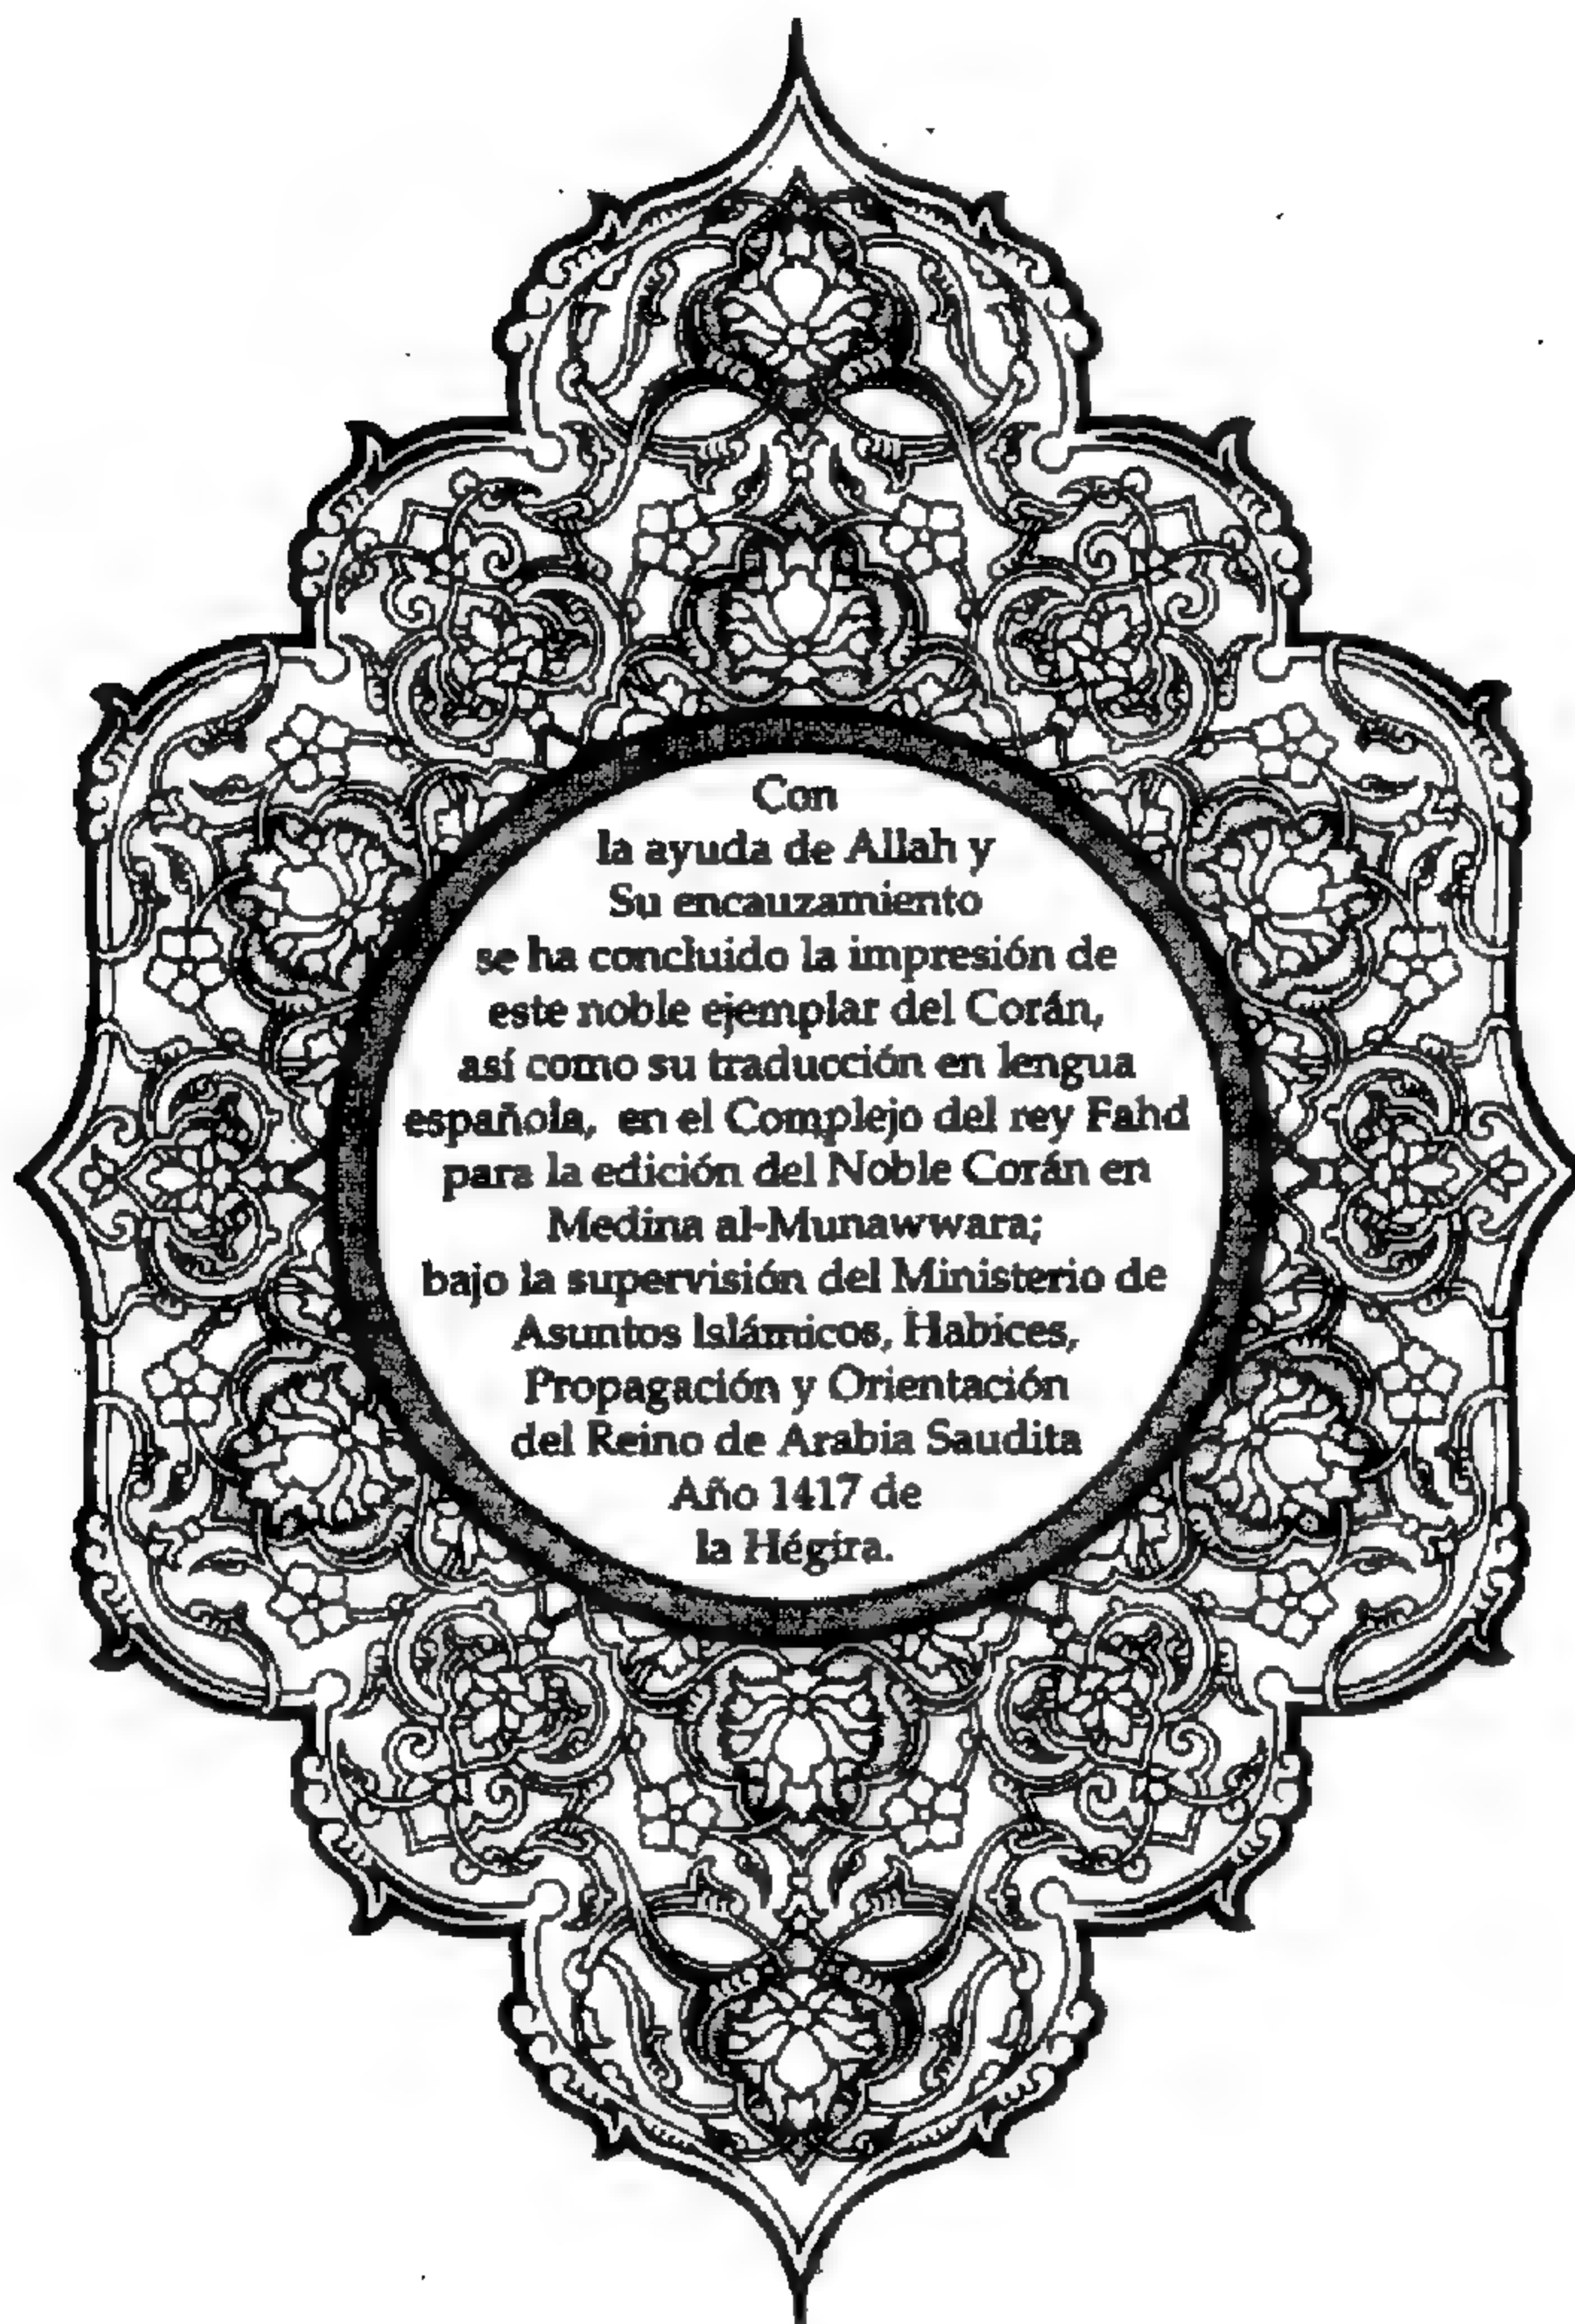 Con
la ayuda de Allah y
Su encauzamiento
se ha concluido la impresión de
este noble ejemplar del Corán,
así como su traducción en lengua
española, en el Complejo del rey Fahd
para la edición del Noble Corán en
Medina al-Munawwara;
bajo la supervisión del Ministerio de
Asuntos Islámicos, Habices,
Propagación y Orientación
del Reino de Arabia Saudita
Año 1417 de
la Hégira.